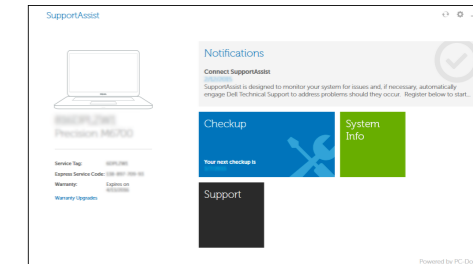 SupportAssist
Notifications
Connect SupportAssist
SupportAssist is designed to monitor your system for issues and, if necessary, automatically
engage Dell Technical Support to address problems should they occur. Register below to start...
Precision M6700
Checkup
Your next checkup is
System
Info
Service Tag:
Express Service Code:
Warranty: Expires on
Warranty Upgrades
Support
Powered by PC-Do